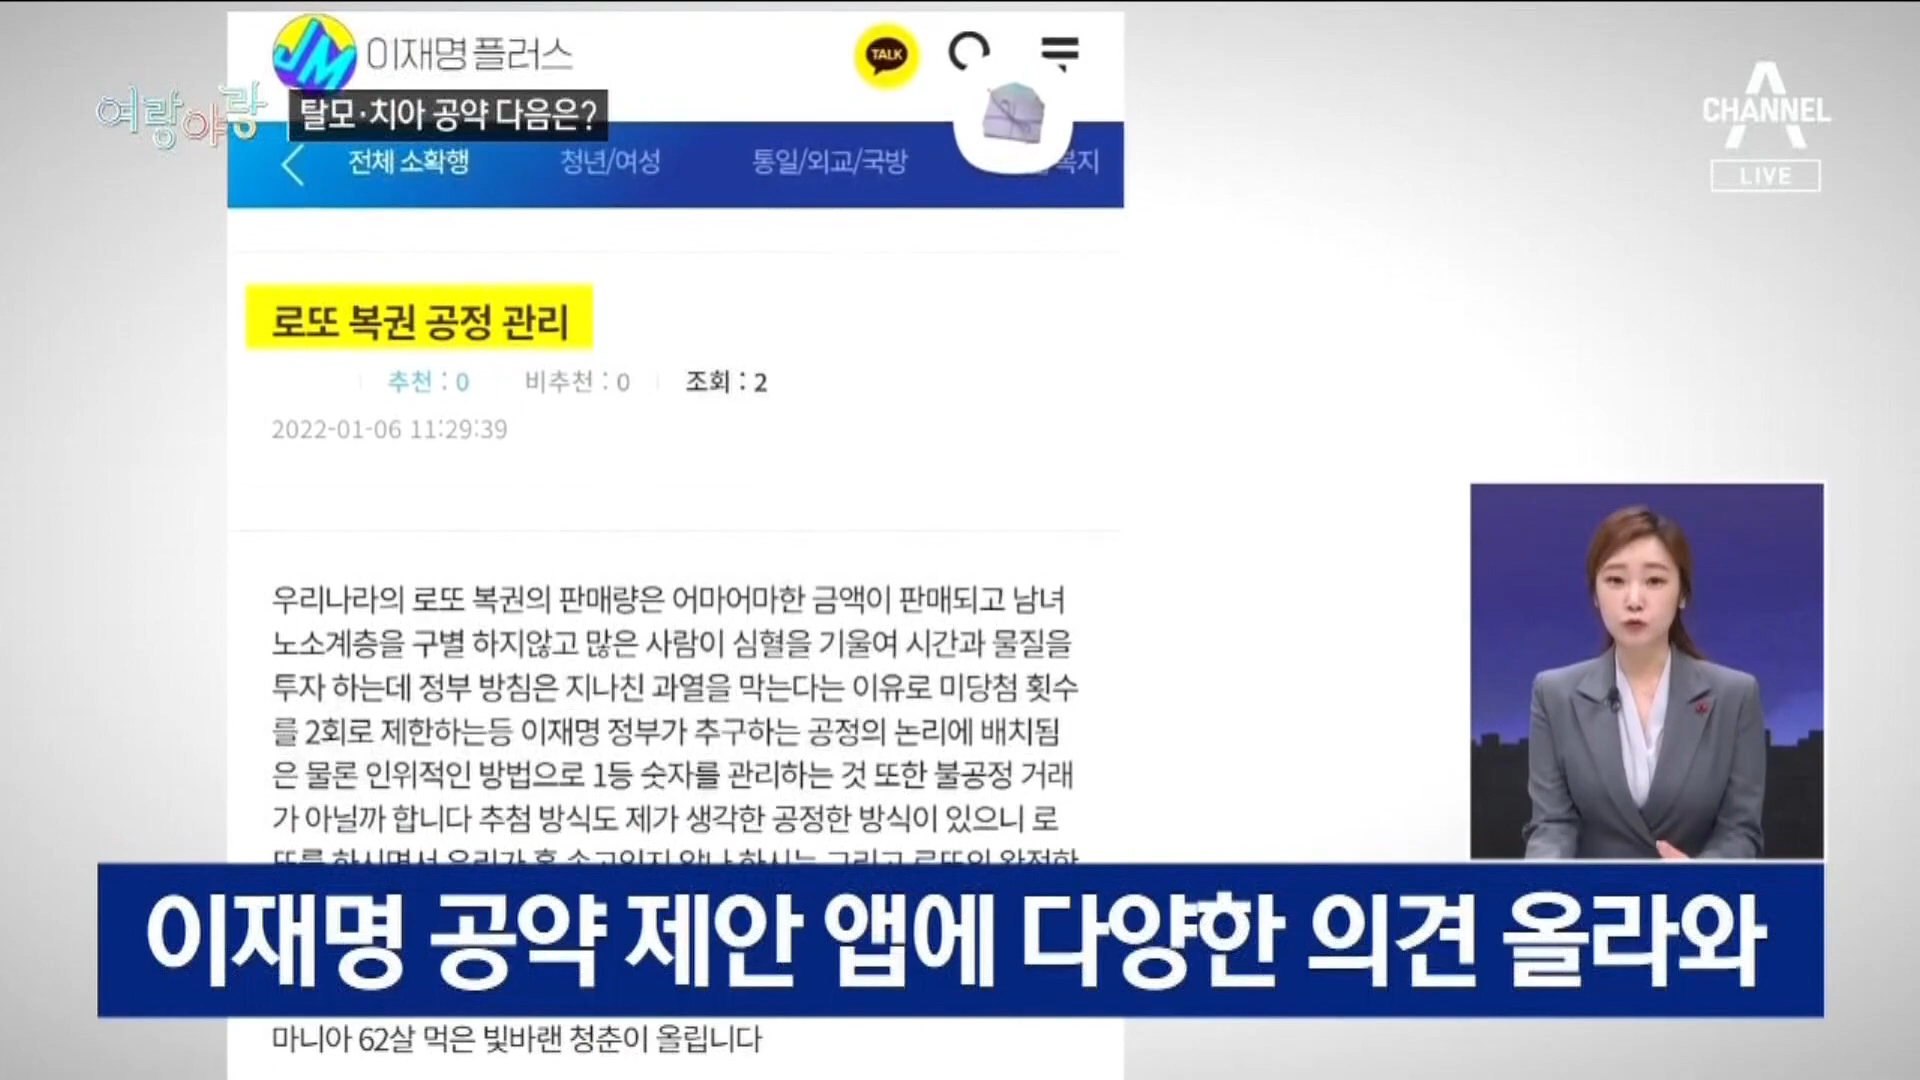 JM
이재명 플러스
TALK
여랑야랑
탈모·치아 공약 다음은?
CHANNEL A
LIVE
전체 소확행
청년/여성
통일/외교/국방
복지
로또 복권 공정 관리
추천 : 0
비추천 : 0
조회 : 2
2022-01-06 11:29:39
우리나라의 로또 복권의 판매량은 어마어마한 금액이 판매되고 남녀
노소계층을 구별 하지않고 많은 사람이 심혈을 기울여 시간과 물질을
투자 하는데 정부 방침은 지나친 과열을 막는다는 이유로 미당첨 횟수
를 2회로 제한하는등 이재명 정부가 추구하는 공정의 논리에 배치됨
은 물론 인위적인 방법으로 1등 숫자를 관리하는 것 또한 불공정 거래
가 아닐까 합니다 추첨 방식도 제가 생각한 공정한 방식이 있으니 로
이재명 공약 제안 앱에 다양한 의견 올라와
마니아 62살 먹은 빛바랜 청춘이 올립니다